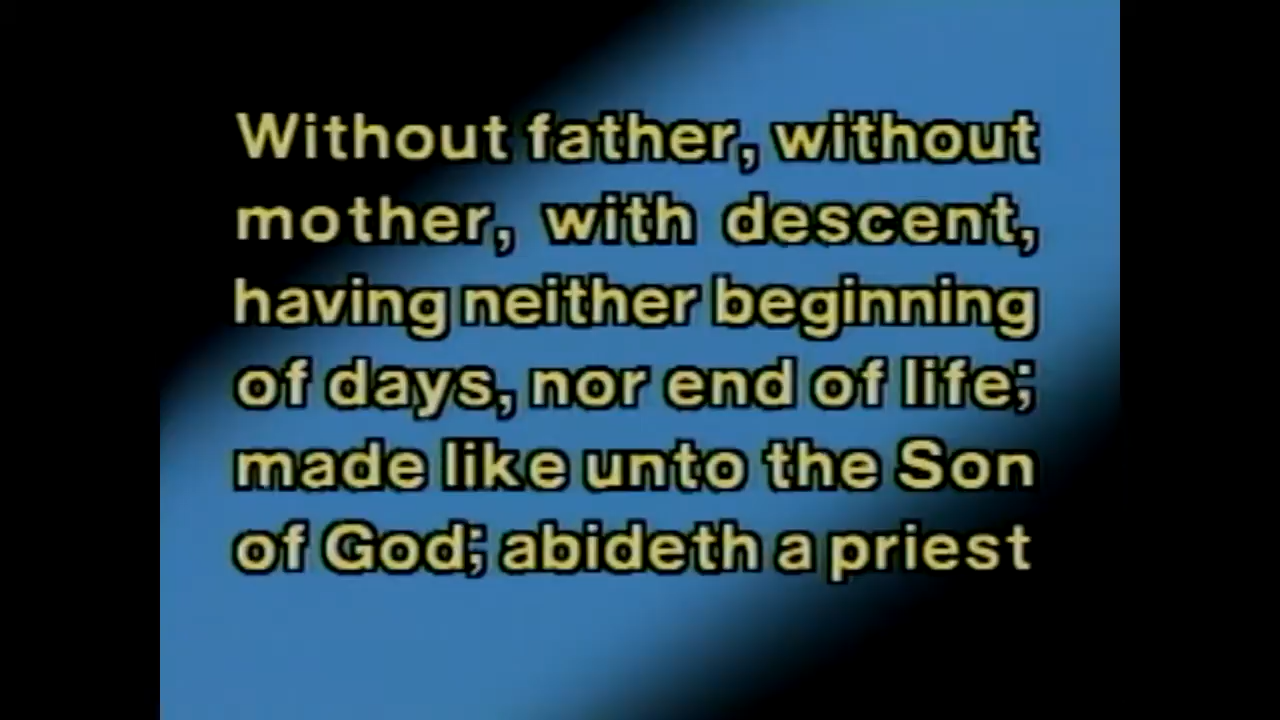 Without father, without
mother, with descent,
having neither beginning
of days, nor end of life;
made like unto the Son
of God; abideth a priest